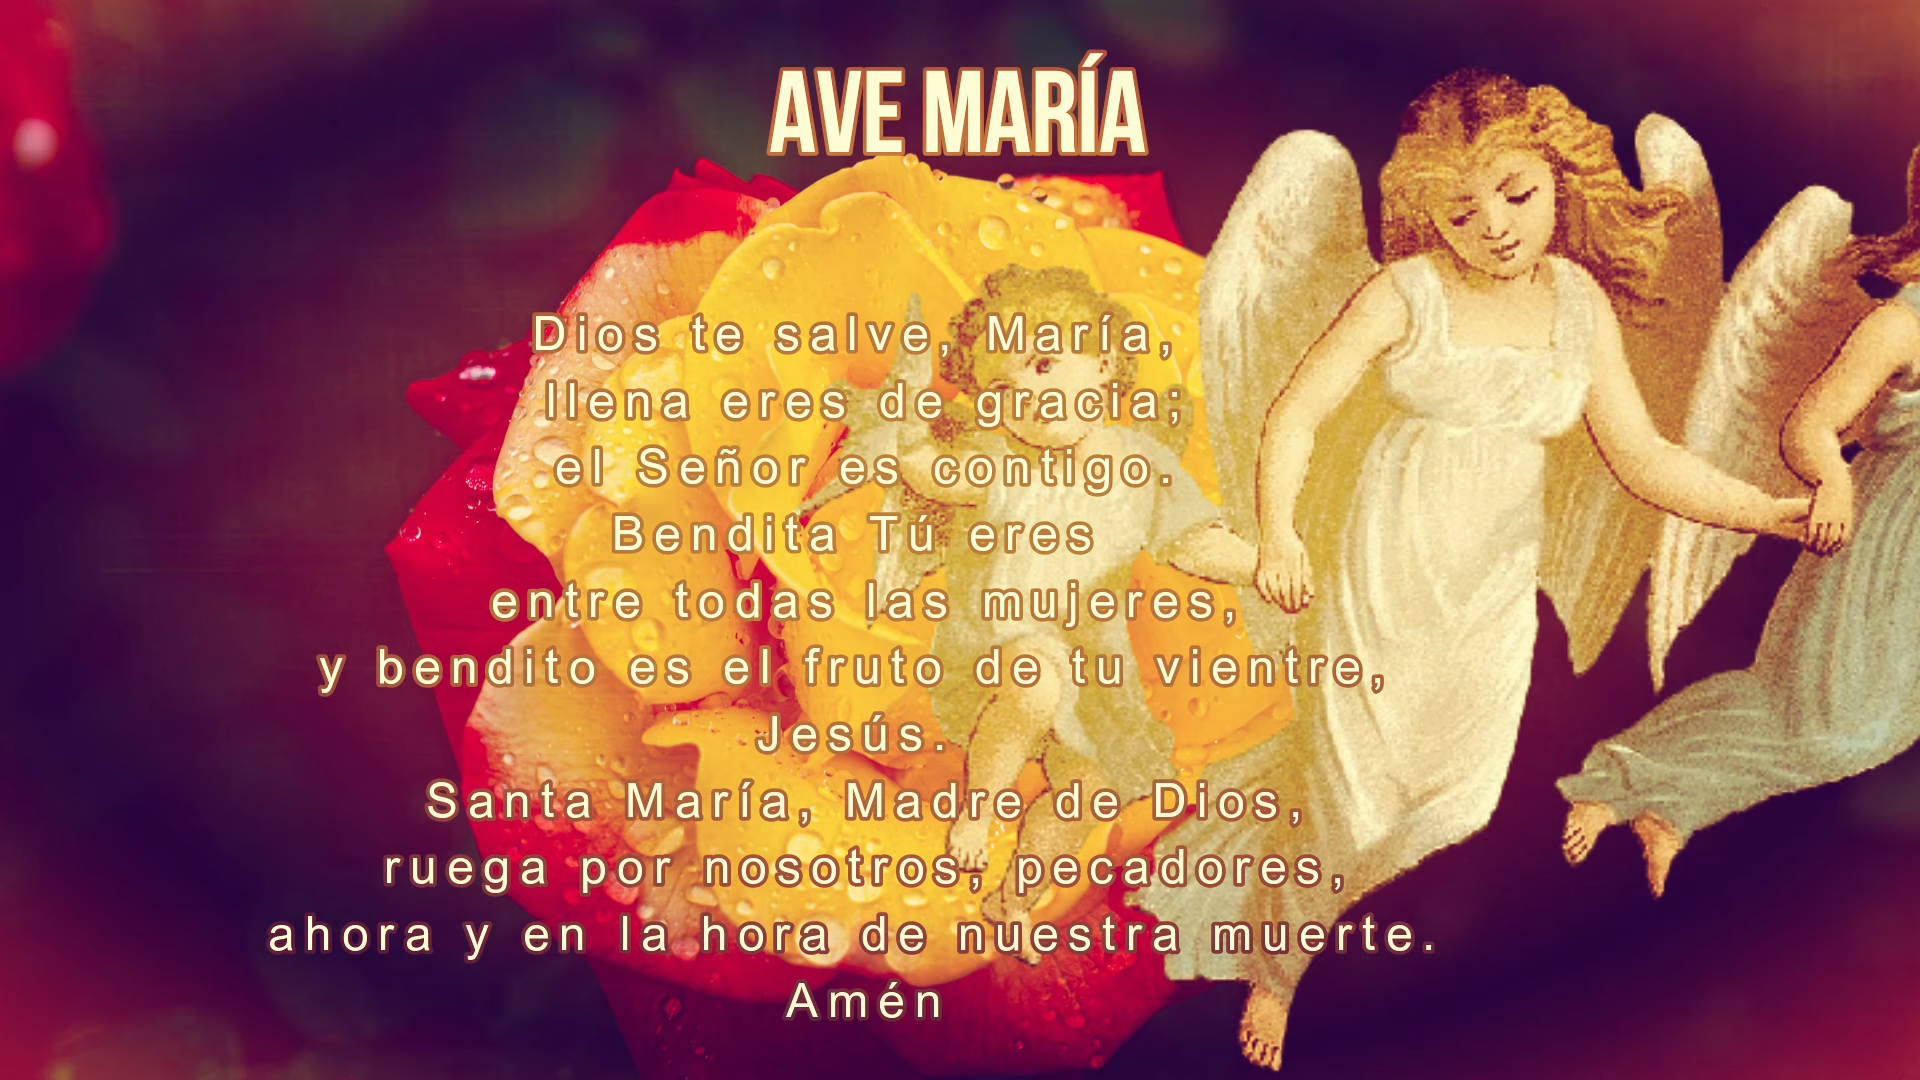 AVE MARÍA
Dios te salve, María,
llena eres de gracia;
el Señor es contigo.
Bendita Tú eres
entre todas las mujeres,
y bendito es el fruto de tu vientre,
Jesús.
Santa María, Madre de Dios,
ruega por nosotros, pecadores,
ahora y en la hora de nuestra muerte.
Amén